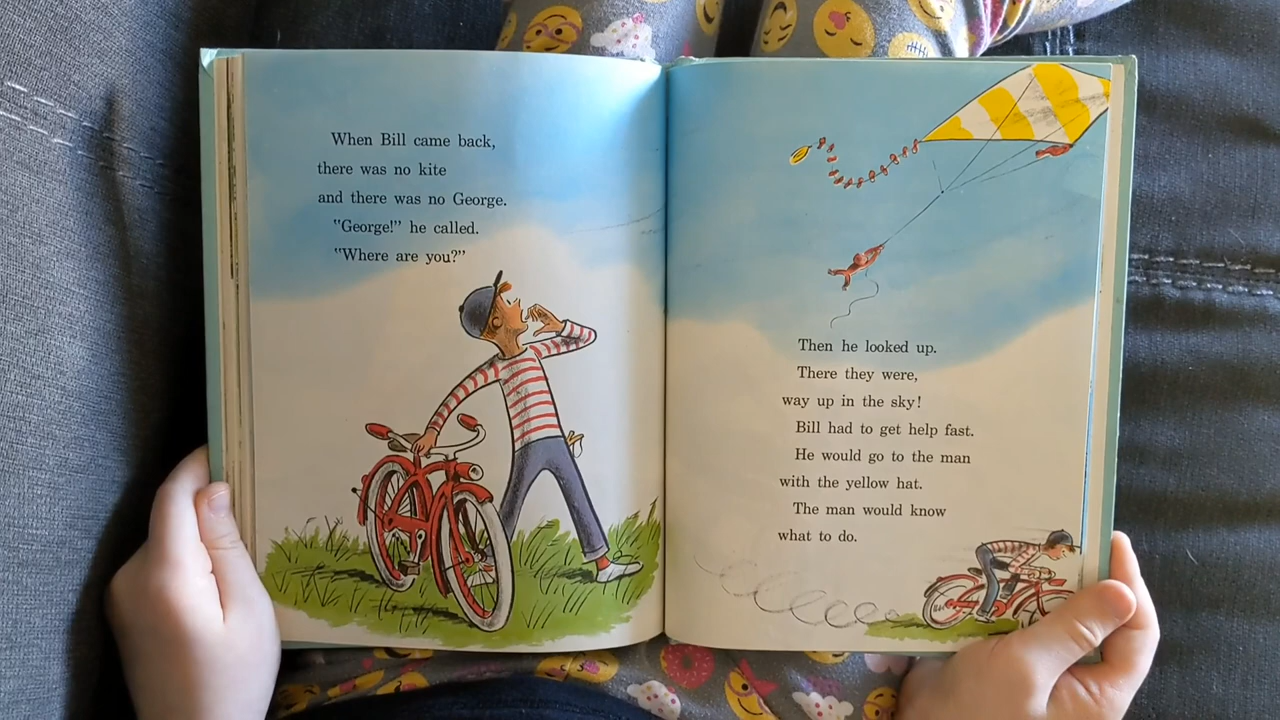 When Bill came back,
there was no kite
and there was no George.
"George!" he called.
"Where are you?"
Then he looked up.
There they were,
way up in the sky!
Bill had to get help fast.
He would go to the man
with the yellow hat.
The man would know
what to do.